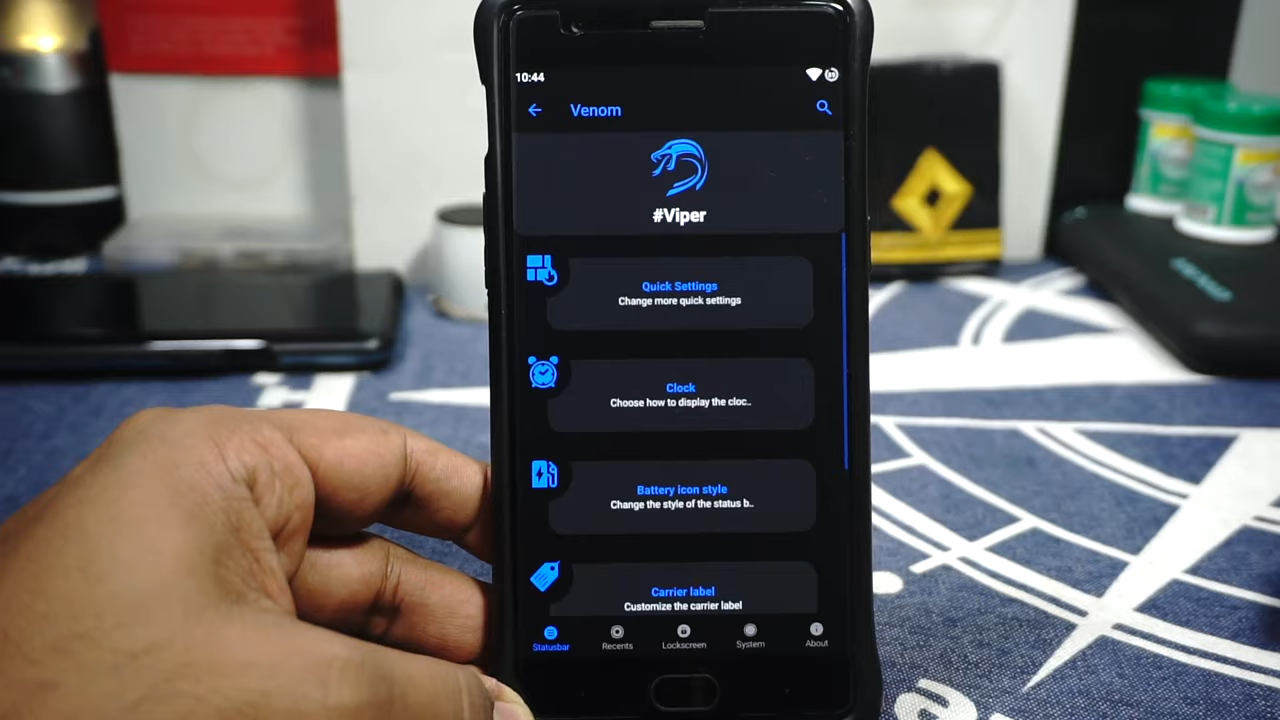 10:44
Venom
#Viper
Quick Settings
Change more quick settings
Clock
Choose how to display the cloc..
Battery icon style
Change the style of the status b..
Carrier label
Customize the carrier label
Statusbar
Recents
Lockscreen
System
About